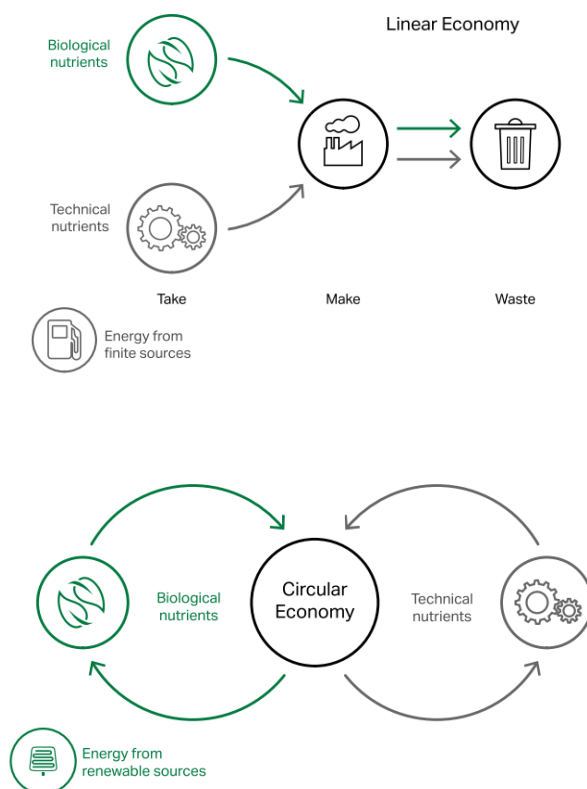 Linear Economy
Biological
nutrients
Technical
nutrients
Take
Make
Waste
Energy from
finite sources
Biological
nutrients
Circular
Economy
Technical
nutrients
Energy from
renewable sources